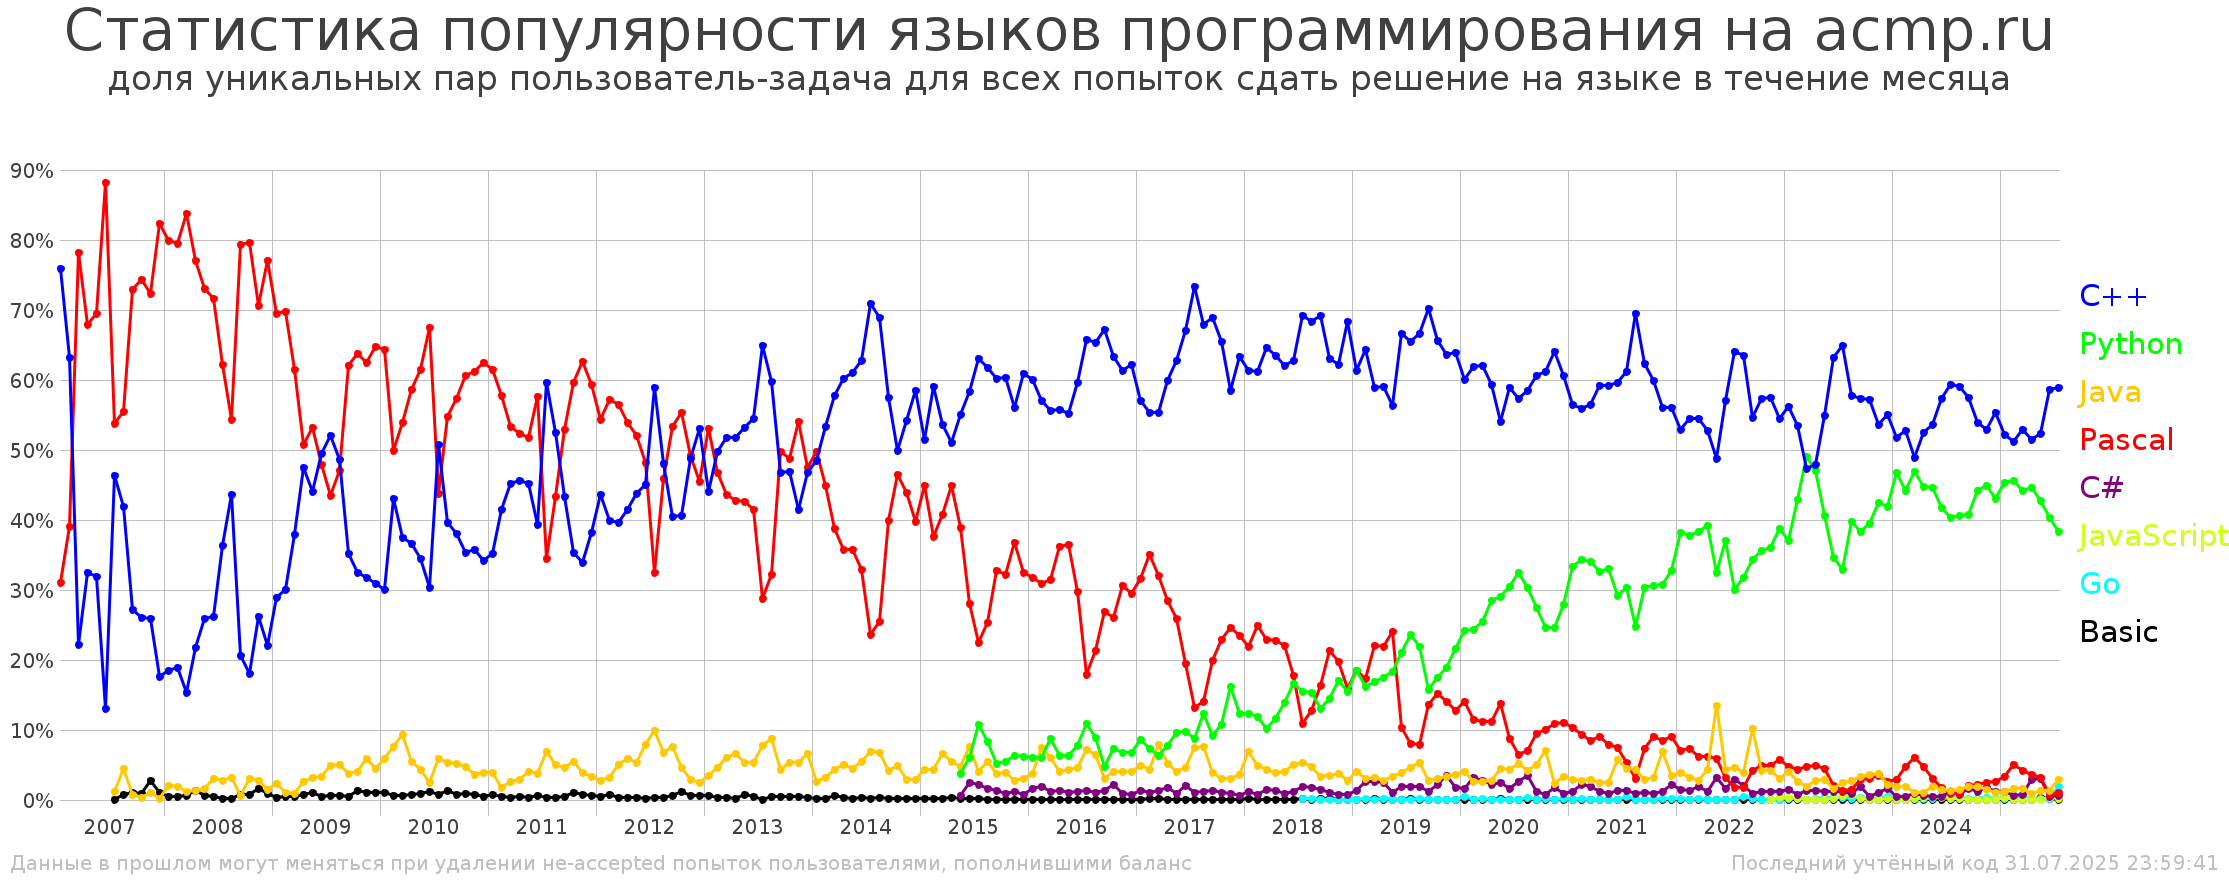 Статистика популярности языков программирования на acmp.ru
доля уникальных пар пользователь-задача для всех попыток сдать решение на языке в течение месяца
90%
80%
70%
60%
50%
40%
30%
20%
10%
0%
C++
Python
Java
Pascal
C#
JavaScript
Go
Basic
2007 2008 2009 2010 2011 2012 2013 2014 2015 2016 2017 2018 2019 2020 2021 2022 2023 2024
Данные в прошлом могут меняться при удалении не-accepted попыток пользователями, пополнившими баланс
Последний учтённый код 31.07.2025 23:59:41